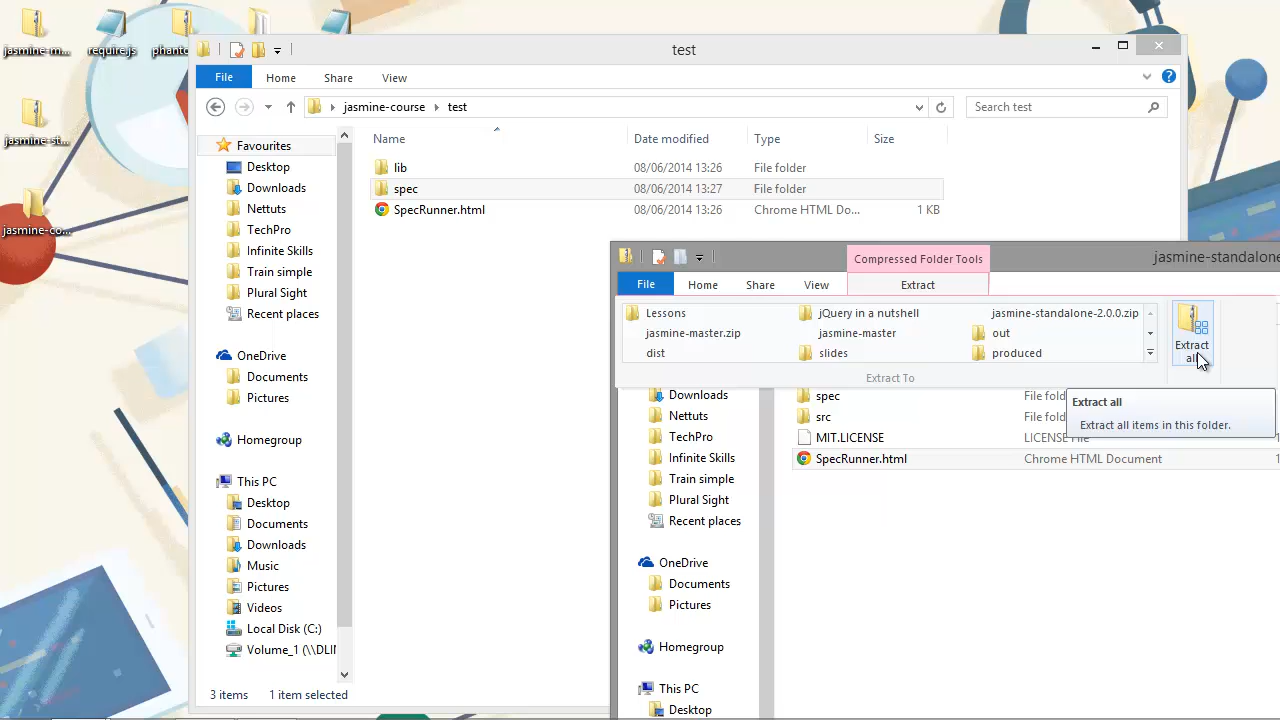 jasmine-m...
require.js
phanto
jasmine-st...
jasmine-co...
test
File
Home
Share
View
jasmine-course
test
Search test
Name
Date modified
Type
Size
Favourites
Desktop
Downloads
Nettuts
TechPro
Infinite Skills
Train simple
Plural Sight
Recent places
OneDrive
Documents
Pictures
Homegroup
This PC
Desktop
Documents
Downloads
Music
Pictures
Videos
Local Disk (C:)
Volume_1 (\\DLI
lib 08/06/2014 13:26 File folder
spec 08/06/2014 13:27 File folder
SpecRunner.html 08/06/2014 13:26 Chrome HTML Do... 1 KB
3 items 1 item selected
Compressed Folder Tools
jasmine-standalone
File
Home
Share
View
Extract
Lessons
jQuery in a nutshell
jasmine-standalone-2.0.0.zip
jasmine-master.zip
jasmine-master
out
dist
slides
produced
Extract To
Extract
all
Extract all
Extract all items in this folder.
Downloads
Nettuts
TechPro
Infinite Skills
Train simple
Plural Sight
Recent places
OneDrive
Documents
Pictures
Homegroup
This PC
Desktop
spec File fold
src File fold
MIT.LICENSE LICENSE File
SpecRunner.html Chrome HTML Document